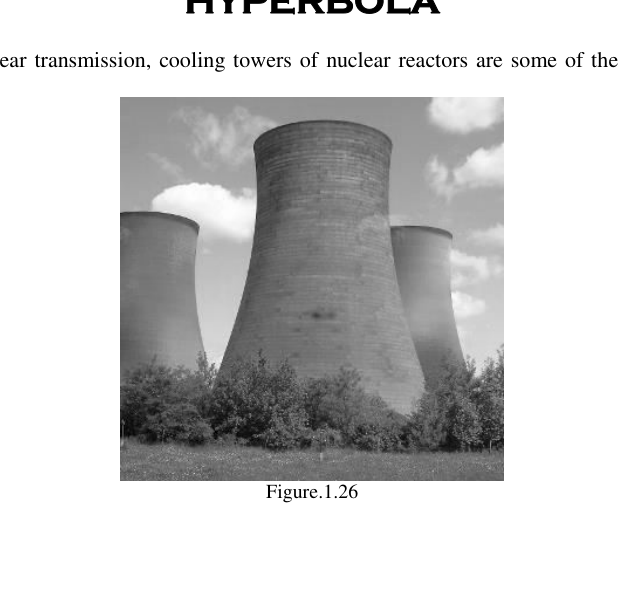 HYPERBOLA
ear transmission, cooling towers of nuclear reactors are some of the
Figure.1.26